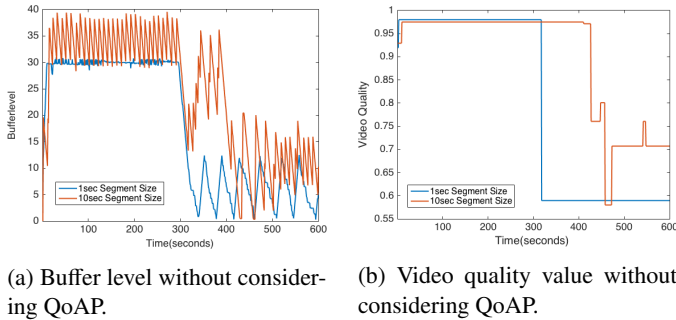 40
35
30
25
20
15
10
5
0
Bufferlevel
1sec Segment Size
10sec Segment Size
0 100 200 300 400 500 600
Time(seconds)
1
0.95
0.9
0.85
0.8
0.75
0.7
0.65
0.6
0.55
Video Quality
1sec Segment Size
10sec Segment Size
0 200 400 600
Time(seconds)
(a) Buffer level without consider-
ing QoAP.
(b) Video quality value without
considering QoAP.